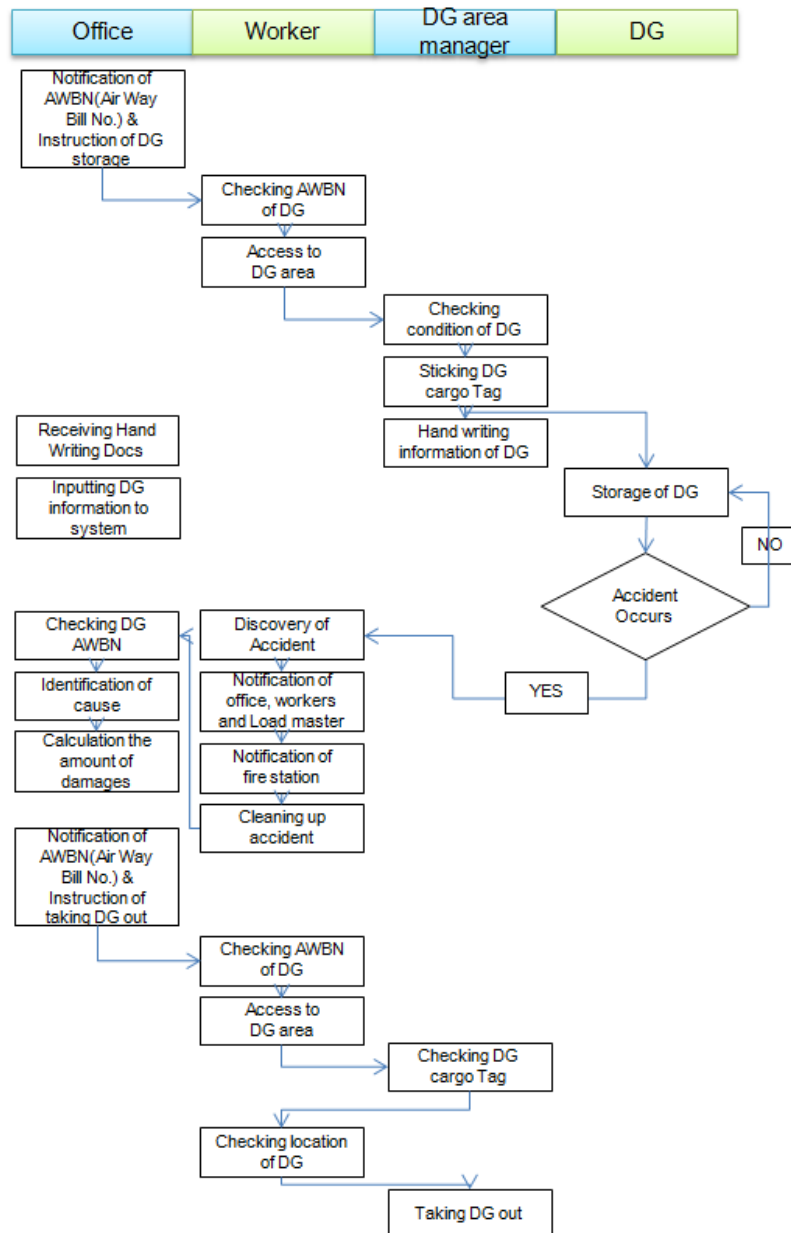 Office
Worker
DG area
manager
DG
Notification of
AWBN(Air Way
Bill No.) &
Instruction of DG
storage
Checking AWBN
of DG
Access to
DG area
Checking
condition of DG
Sticking DG
cargo Tag
Hand writing
information of DG
Receiving Hand
Writing Docs
Inputting DG
information to
system
Storage of DG
NO
Accident
Occurs
YES
Discovery of
Accident
Notification of
office, workers
and Load master
Notification of
fire station
Cleaning up
accident
Checking DG
AWBN
Identification of
cause
Calculation the
amount of
damages
Notification of
AWBN(Air Way
Bill No.) &
Instruction of
taking DG out
Checking AWBN
of DG
Access to
DG area
Checking DG
cargo Tag
Checking location
of DG
Taking DG out